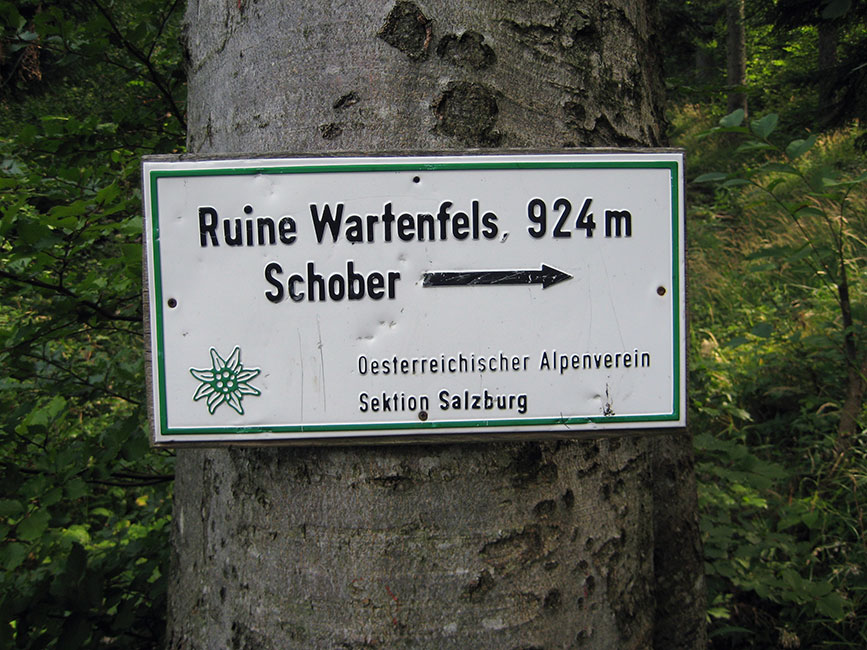 Ruine Wartenfels, 924 m
Schober
Oesterreichischer Alpenverein
Sektion Salzburg